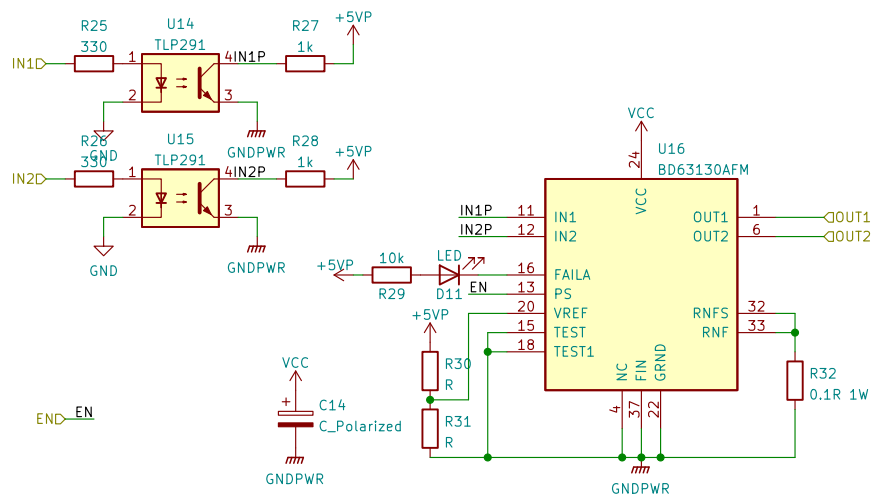 R25
330
U14
TLP291
R27
1k
+5VP
IN1
1
4
IN1P
2
3
GND
GNDPWR
R26
330
U15
TLP291
R28
1k
+5VP
IN2
1
4
IN2P
2
3
GND
GNDPWR
VCC
24
U16
BD63130AFM
VCC
IN1P
11
IN1
OUT1
1
OUT1
IN2P
12
IN2
OUT2
6
OUT2
+5VP
10k
R29
LED
D11
16
FAILA
EN
13
PS
+5VP
20
VREF
RNFS
32
15
TEST
RNF
33
18
TEST1
NC
FIN
GRND
4
37
22
R30
R
R31
R
R32
0.1R 1W
GNDPWR
VCC
+
C14
C_Polarized
GNDPWR
EN
EN